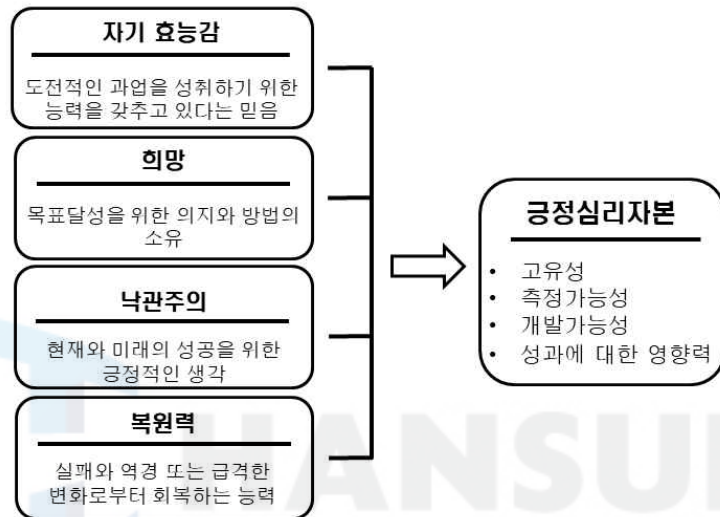 자기 효능감
도전적인 과업을 성취하기 위한
능력을 갖추고 있다는 믿음
희망
목표달성을 위한 의지와 방법의
소유
낙관주의
현재와 미래의 성공을 위한
긍정적인 생각
복원력
실패와 역경 또는 급격한
변화로부터 회복하는 능력
긍정심리자본
• 고유성
• 측정가능성
• 개발가능성
• 성과에 대한 영향력
HANSU